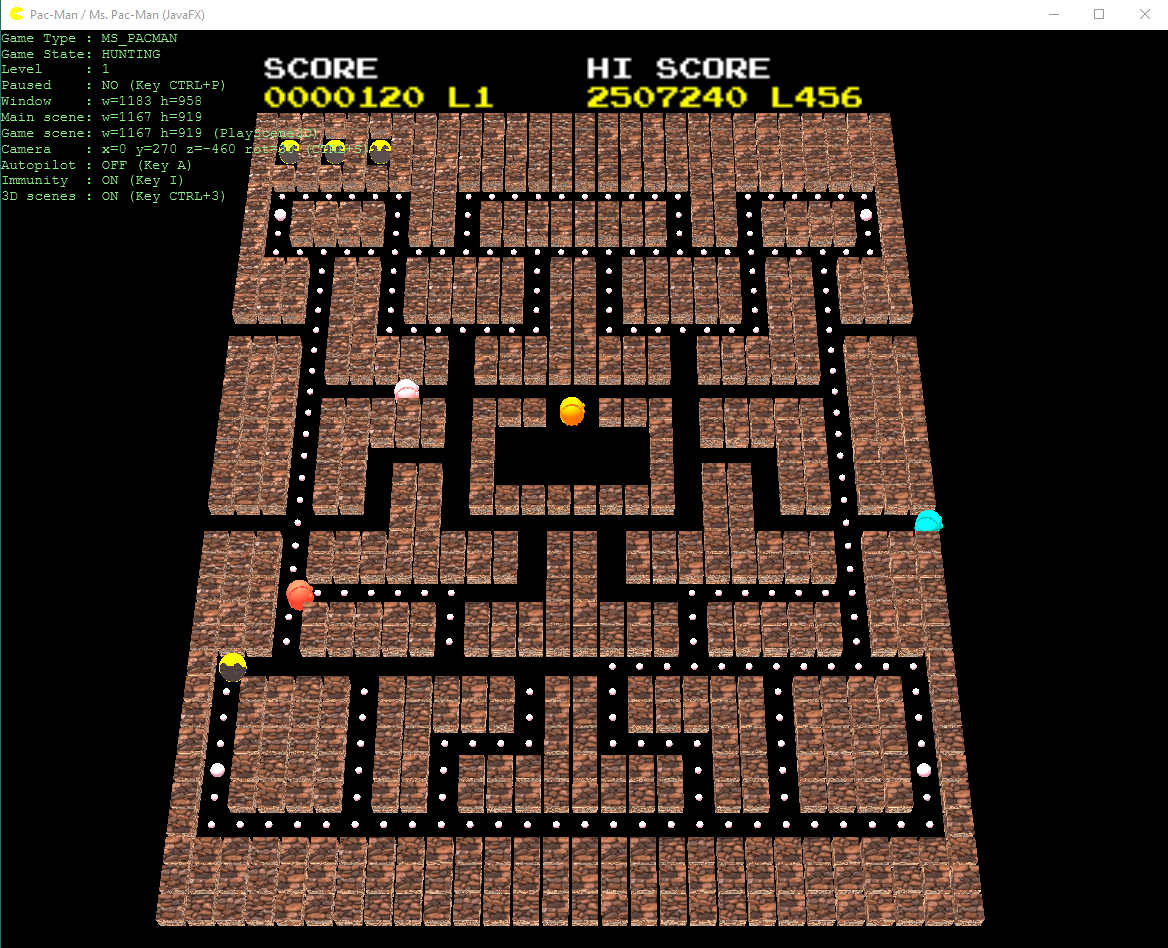 Pac-Man / Ms. Pac-Man (JavaFX)
Game Type : MS_PACMAN
Game State: HUNTING
Level     : 1
Paused    : NO (Key CTRL+P)
Window    : w=1183 h=958
Main scene: w=1167 h=919
Game scene: w=1167 h=919 (PlayScene3D)
Camera    : x=0 y=270 z=-460
Autopilot : OFF (Key A)
Immunity  : ON (Key I)
3D scenes : ON (Key CTRL+3)
SCORE HI SCORE
0000120 L1 2507240 L456